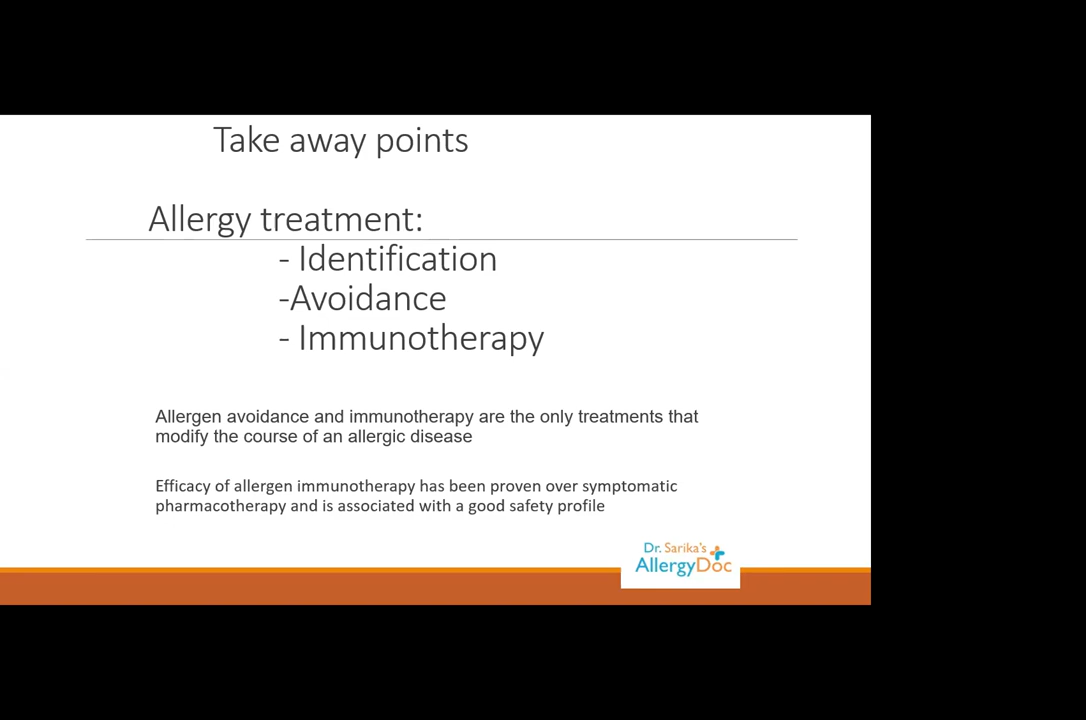 Take away points
Allergy treatment:
- Identification
-Avoidance
- Immunotherapy
Allergen avoidance and immunotherapy are the only treatments that
modify the course of an allergic disease
Efficacy of allergen immunotherapy has been proven over symptomatic
pharmacotherapy and is associated with a good safety profile
Dr. Sarika's
AllergyDoc